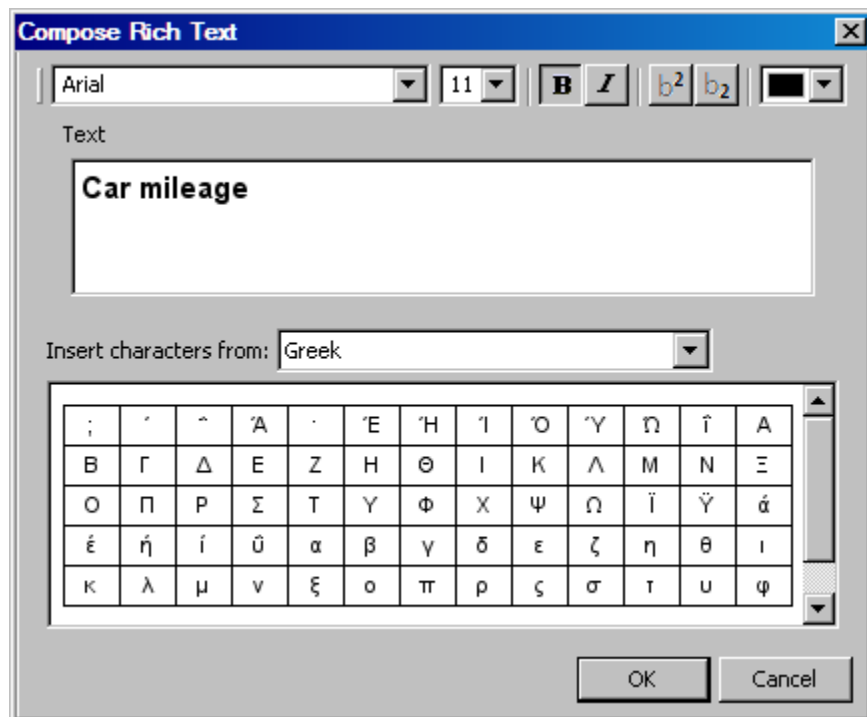 Compose Rich Text
Arial 11 B I b² b₂
Text
Car mileage
Insert characters from: Greek
; ΄ ΅ Ά · Έ Ή Ί Ό Ύ Ώ ΐ Α
Β Γ Δ Ε Ζ Η Θ Ι Κ Λ Μ Ν Ξ
Ο Π Ρ Σ Τ Υ Φ Χ Ψ Ω Ϊ Ϋ ά
έ ή ί ΰ α β γ δ ε ζ η θ ι
κ λ μ ν ξ ο π ρ ς σ τ υ φ
OK Cancel